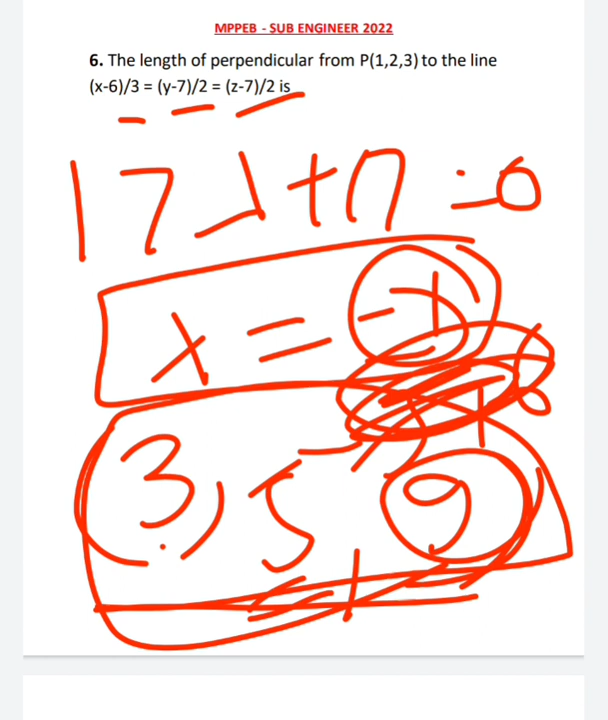 MPPEB - SUB ENGINEER 2022
6. The length of perpendicular from P(1,2,3) to the line
(x-6)/3 = (y-7)/2 = (z-7)/2 is
17λ+17=0
λ = -1
(3,5,9)